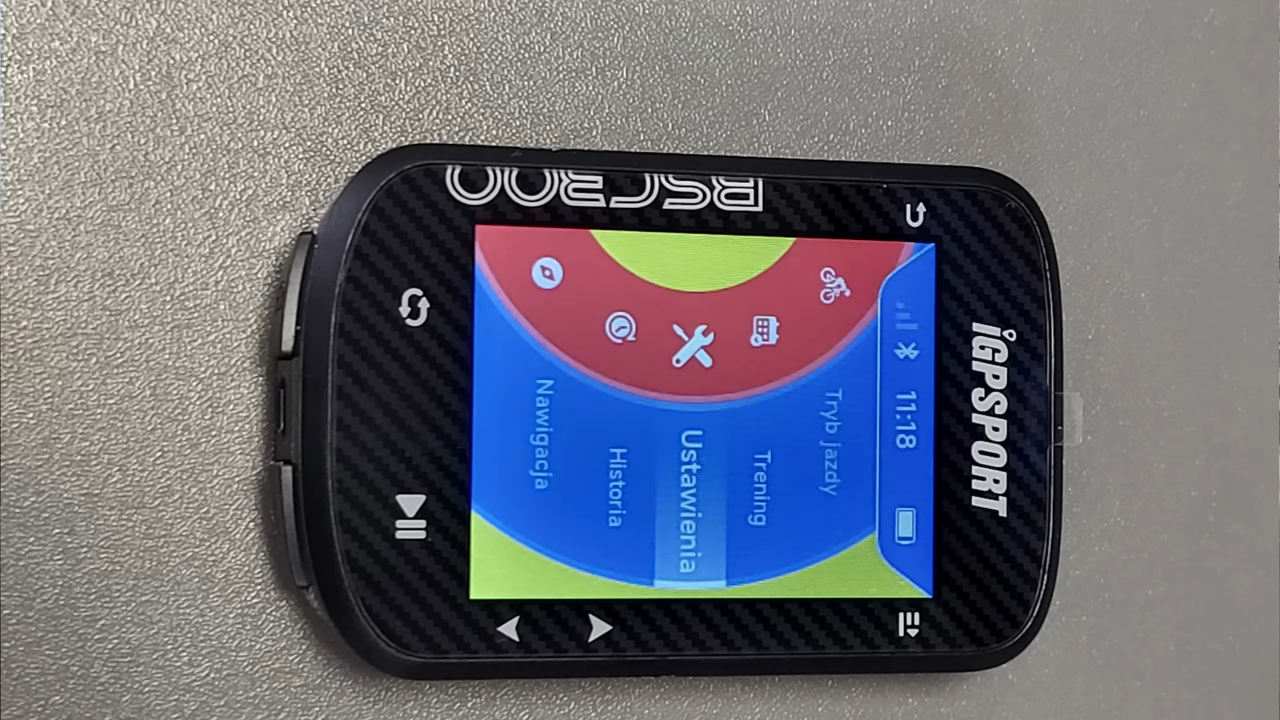 iGPSPORT
11:18
Tryb jazdy
Trening
Ustawienia
Historia
Nawigacja
BSC300